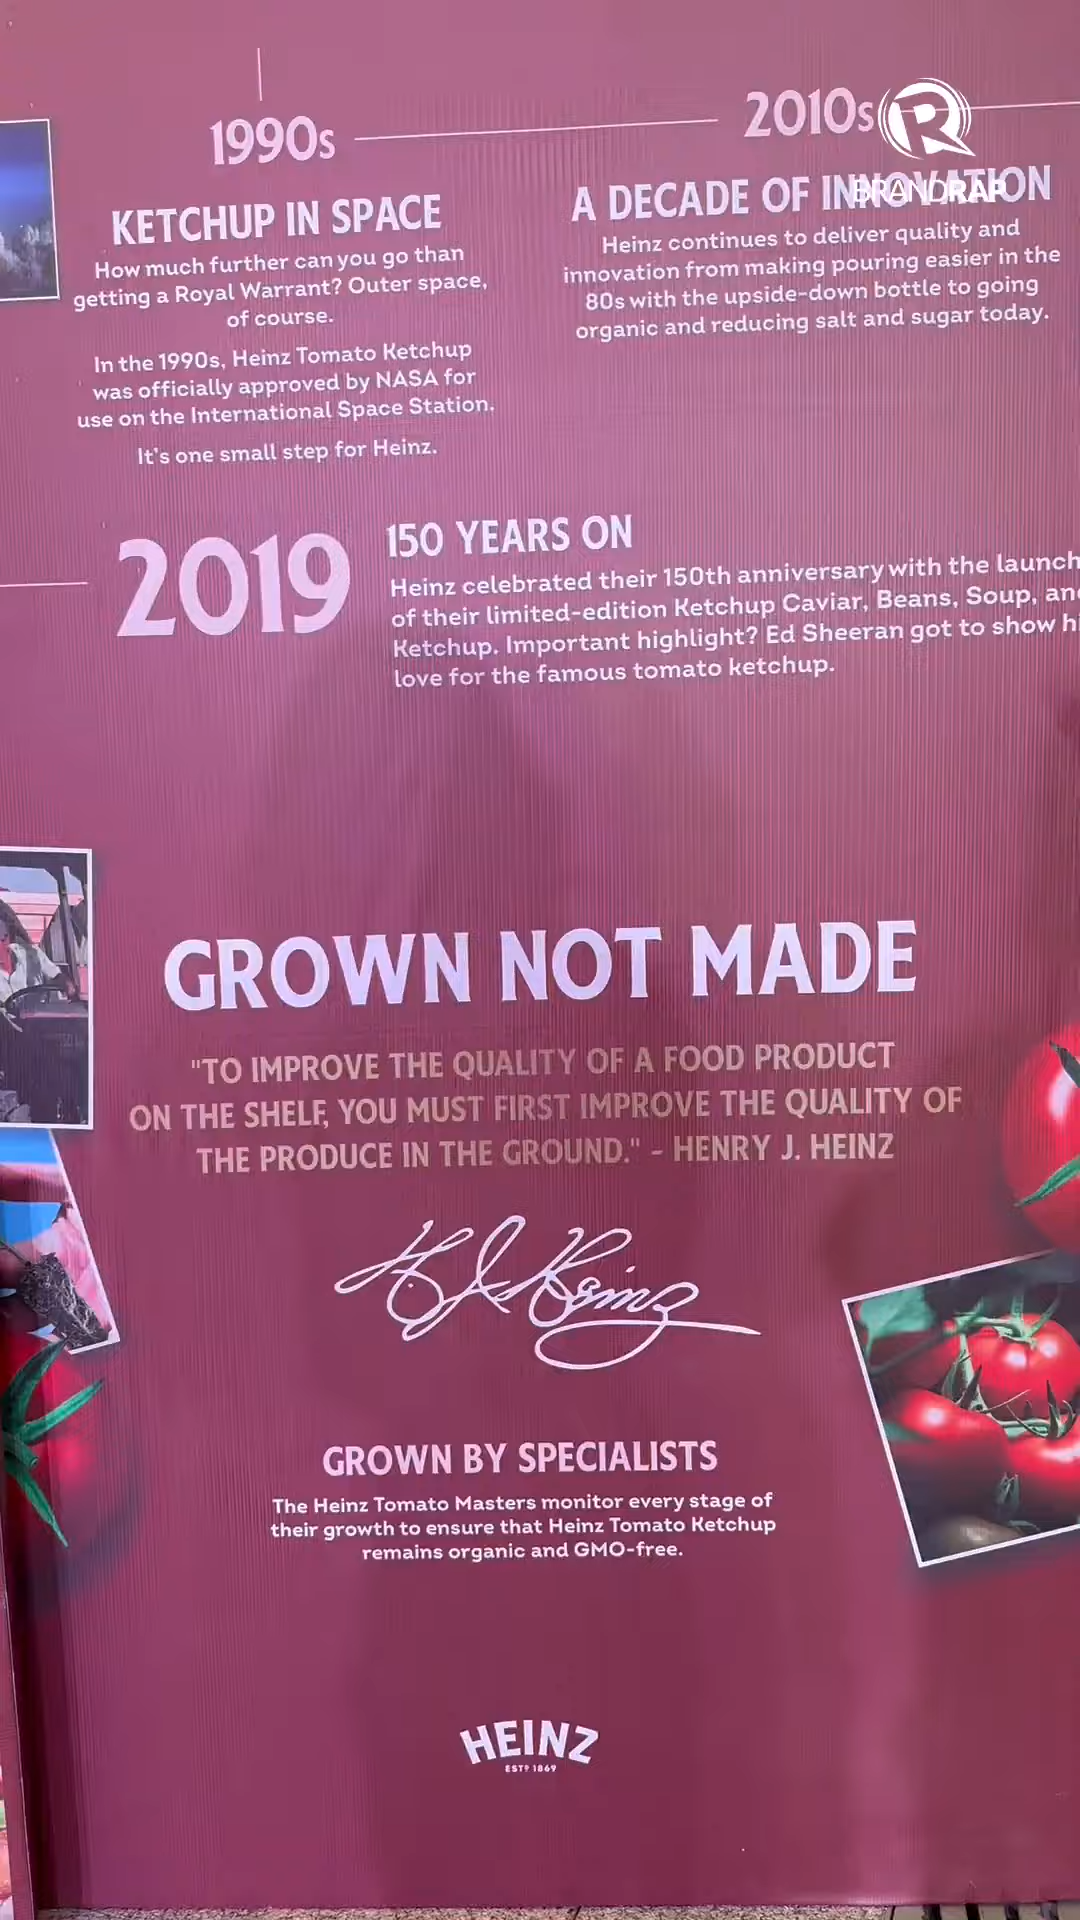 1990s
KETCHUP IN SPACE
How much further can you go than
getting a Royal Warrant? Outer space,
of course.
In the 1990s, Heinz Tomato Ketchup
was officially approved by NASA for
use on the International Space Station.
It's one small step for Heinz.
2010s
A DECADE OF INNOVATION
Heinz continues to deliver quality and
innovation from making pouring easier in the
80s with the upside-down bottle to going
organic and reducing salt and sugar today.
R
BRANDRAP
2019
150 YEARS ON
Heinz celebrated their 150th anniversary with the launch
of their limited-edition Ketchup Caviar, Beans, Soup,
Ketchup. Important highlight? Ed Sheeran got to show
love for the famous tomato ketchup.
GROWN NOT MADE
"TO IMPROVE THE QUALITY OF A FOOD PRODUCT
ON THE SHELF, YOU MUST FIRST IMPROVE THE QUALITY OF
THE PRODUCE IN THE GROUND." - HENRY J. HEINZ
H J Heinz
GROWN BY SPECIALISTS
The Heinz Tomato Masters monitor every stage of
their growth to ensure that Heinz Tomato Ketchup
remains organic and GMO-free.
HEINZ
ESTD 1869